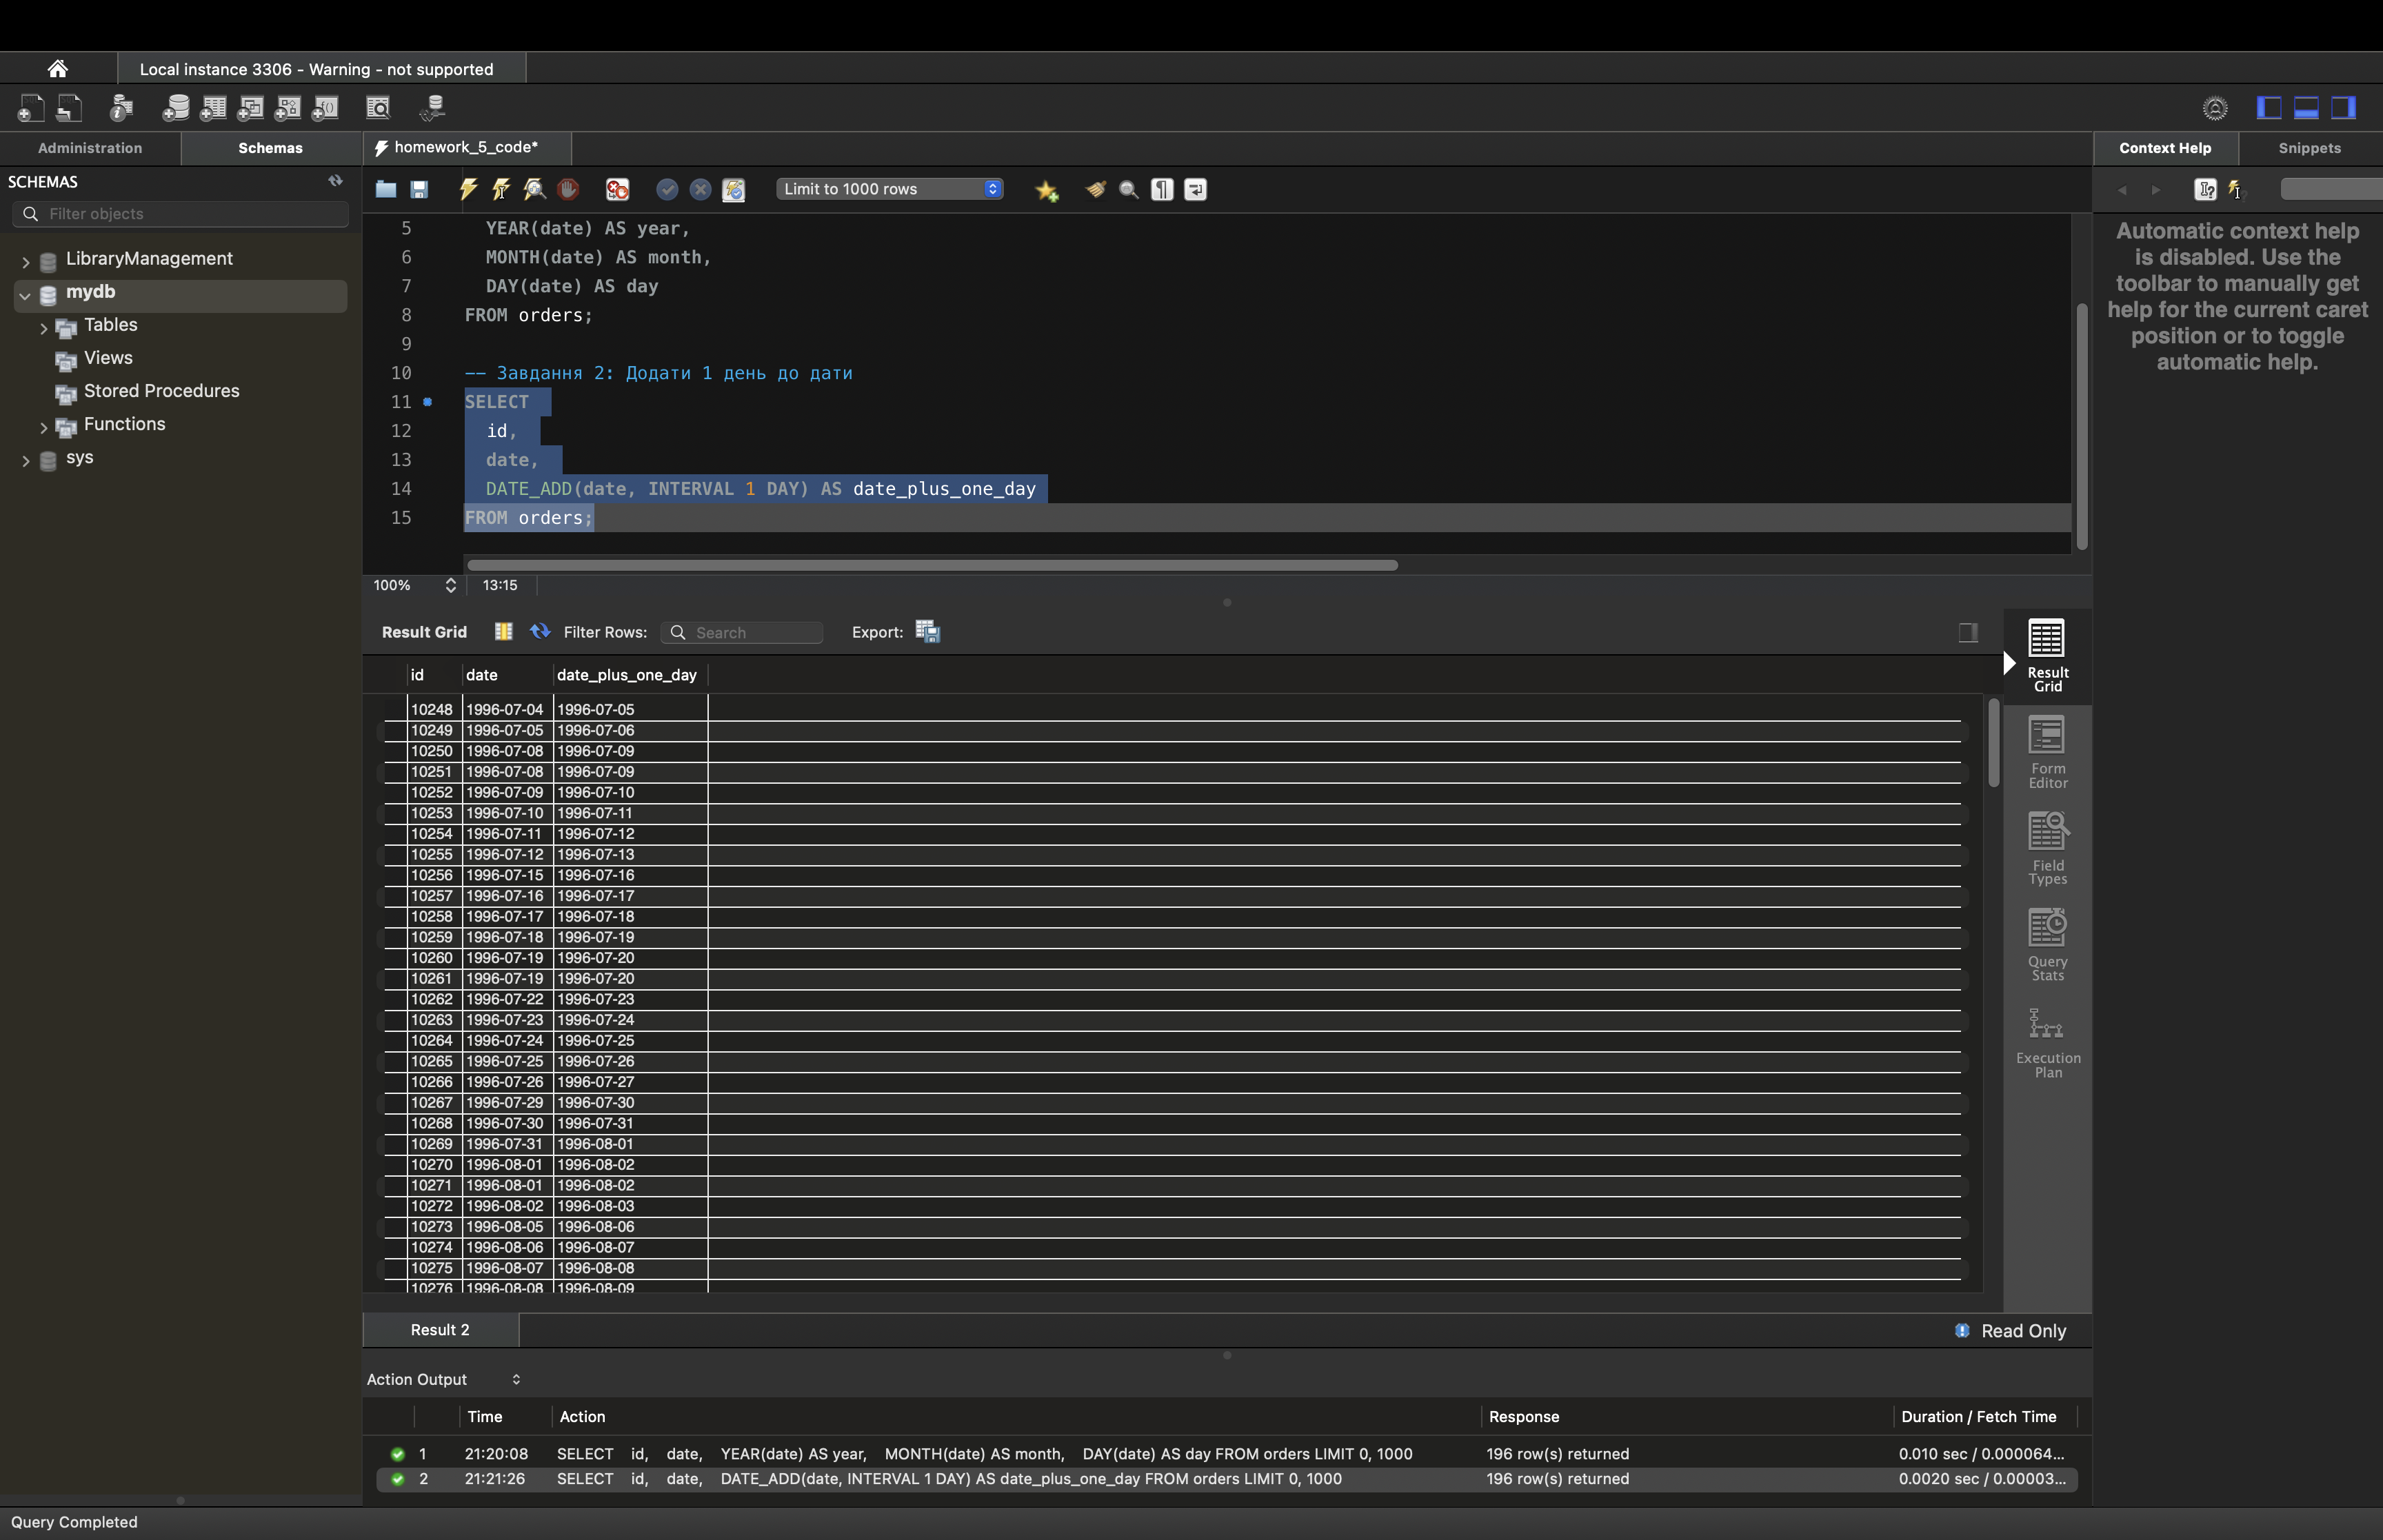 Local instance 3306 - Warning - not supported
Administration
Schemas
homework_5_code*
Context Help
Snippets
SCHEMAS
Filter objects
Limit to 1000 rows
LibraryManagement
mydb
Tables
Views
Stored Procedures
Functions
sys
5 YEAR(date) AS year,
6 MONTH(date) AS month,
7 DAY(date) AS day
8 FROM orders;
9
10 -- Завдання 2: Додати 1 день до дати
11 SELECT
12 id,
13 date,
14 DATE_ADD(date, INTERVAL 1 DAY) AS date_plus_one_day
15 FROM orders;
Automatic context help
is disabled. Use the
toolbar to manually get
help for the current caret
position or to toggle
automatic help.
100% 13:15
Result Grid Filter Rows: Search Export:
id date date_plus_one_day
10248 1996-07-04 1996-07-05
10249 1996-07-05 1996-07-06
10250 1996-07-08 1996-07-09
10251 1996-07-08 1996-07-09
10252 1996-07-09 1996-07-10
10253 1996-07-10 1996-07-11
10254 1996-07-11 1996-07-12
10255 1996-07-12 1996-07-13
10256 1996-07-15 1996-07-16
10257 1996-07-16 1996-07-17
10258 1996-07-17 1996-07-18
10259 1996-07-18 1996-07-19
10260 1996-07-19 1996-07-20
10261 1996-07-19 1996-07-20
10262 1996-07-22 1996-07-23
10263 1996-07-23 1996-07-24
10264 1996-07-24 1996-07-25
10265 1996-07-25 1996-07-26
10266 1996-07-26 1996-07-27
10267 1996-07-29 1996-07-30
10268 1996-07-30 1996-07-31
10269 1996-07-31 1996-08-01
10270 1996-08-01 1996-08-02
10271 1996-08-01 1996-08-02
10272 1996-08-02 1996-08-03
10273 1996-08-05 1996-08-06
10274 1996-08-06 1996-08-07
10275 1996-08-07 1996-08-08
10276 1996-08-08 1996-08-09
Result
Grid
Form
Editor
Field
Types
Query
Stats
Execution
Plan
Result 2
Read Only
Action Output
Time Action Response Duration / Fetch Time
1 21:20:08 SELECT id, date, YEAR(date) AS year, MONTH(date) AS month, DAY(date) AS day FROM orders LIMIT 0, 1000 196 row(s) returned 0.010 sec / 0.000064...
2 21:21:26 SELECT id, date, DATE_ADD(date, INTERVAL 1 DAY) AS date_plus_one_day FROM orders LIMIT 0, 1000 196 row(s) returned 0.0020 sec / 0.00003...
Query Completed